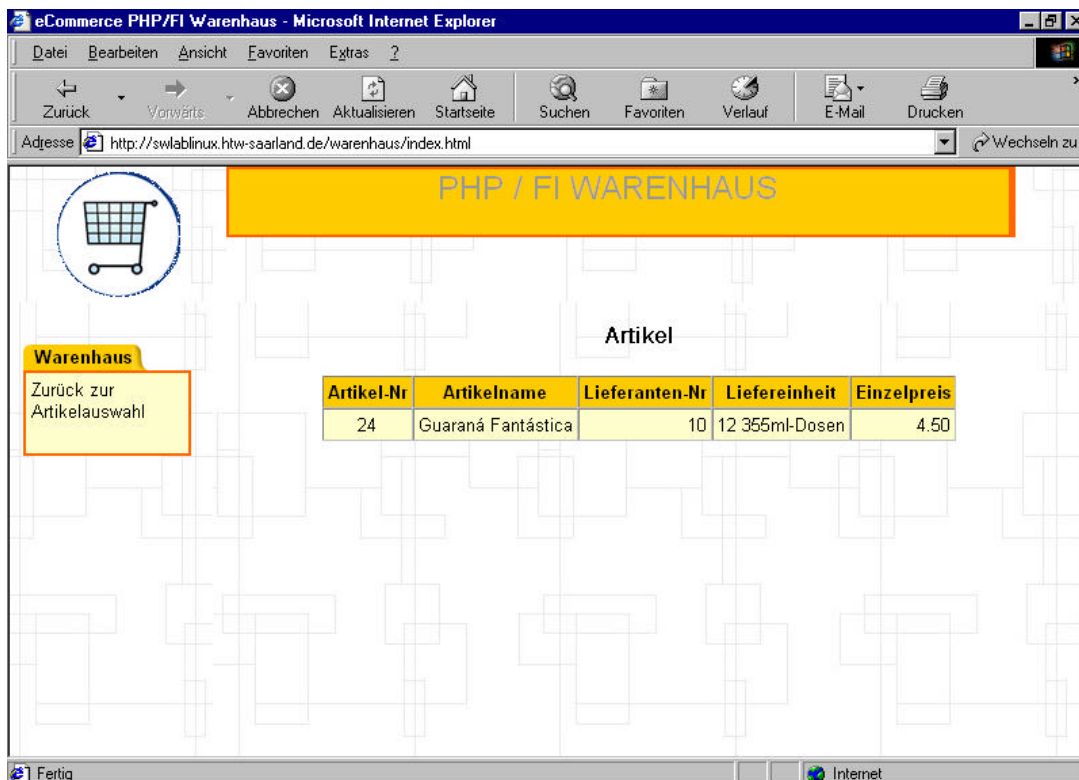 eCommerce PHP/FI Warenhaus - Microsoft Internet Explorer
Datei Bearbeiten Ansicht Favoriten Extras ?
Zurück Vorwärts Abbrechen Aktualisieren Startseite Suchen Favoriten Verlauf E-Mail Drucken
Adresse http://swlablinux.htw-saarland.de/warenhaus/index.html Wechseln zu
PHP / FI WARENHAUS
Artikel
Warenhaus
Zurück zur
Artikelauswahl
Artikel-Nr Artikelname Lieferanten-Nr Liefereinheit Einzelpreis
24 Guaraná Fantástica 10 12 355ml-Dosen 4.50
Fertig Internet